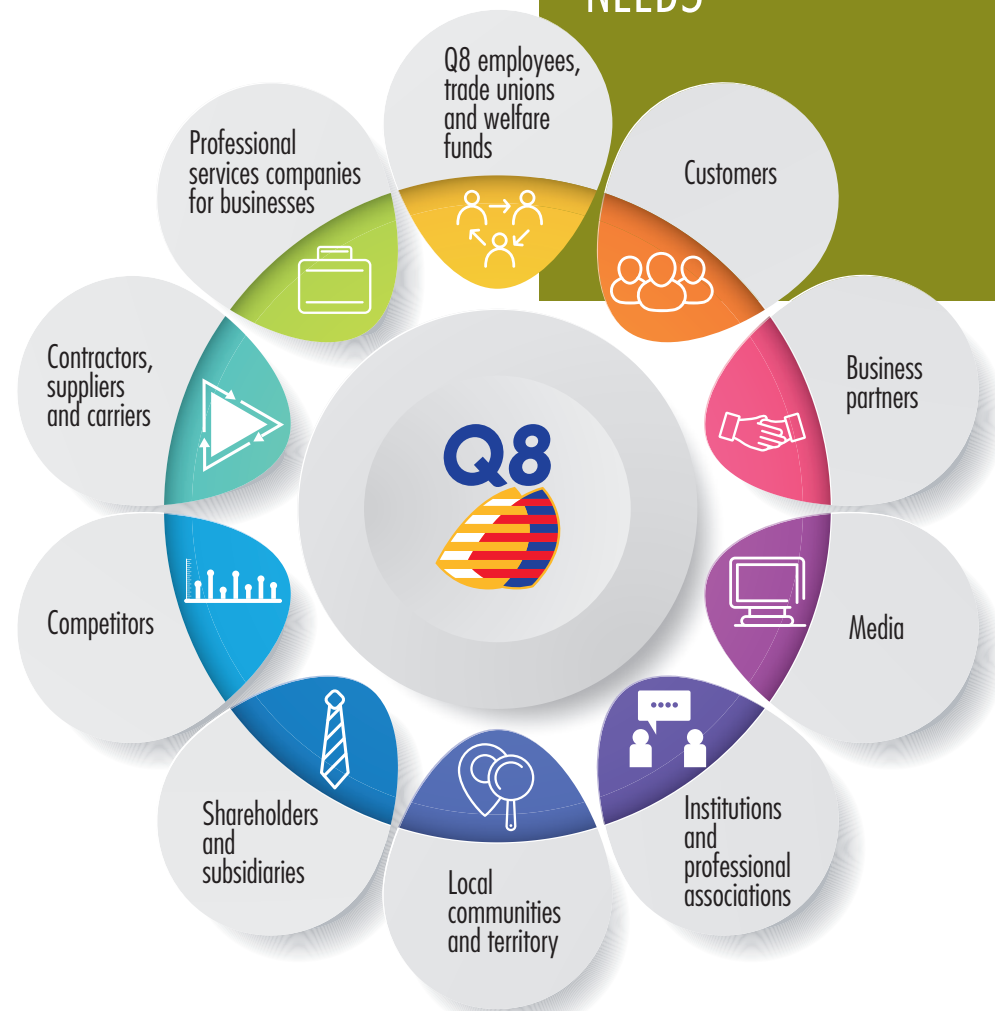 NEEDS
Q8 employees,
trade unions
and welfare
funds
Customers
Business
partners
Media
Institutions
and
professional
associations
Local
communities
and territory
Shareholders
and
subsidiaries
Competitors
Contractors,
suppliers
and carriers
Professional
services companies
for businesses
Q8